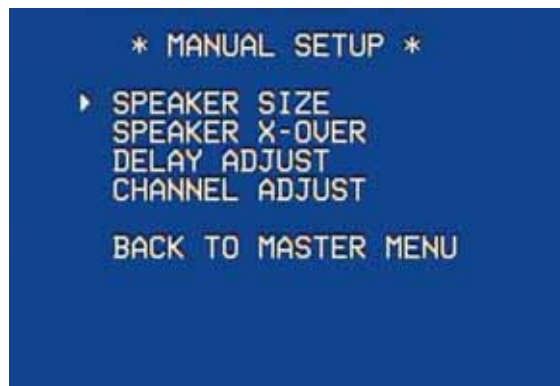 * MANUAL SETUP *
SPEAKER SIZE
SPEAKER X-OVER
DELAY ADJUST
CHANNEL ADJUST
BACK TO MASTER MENU